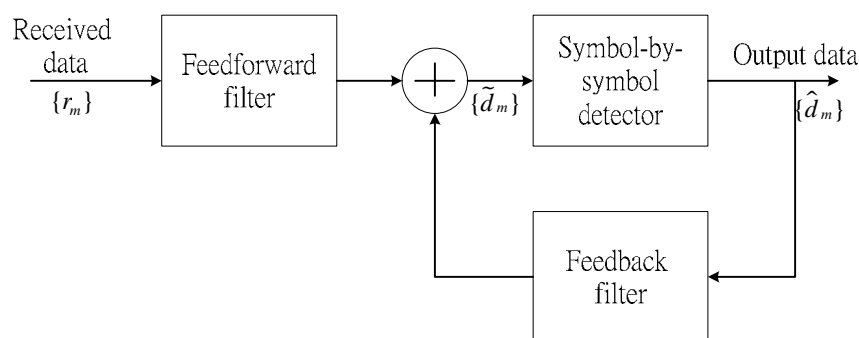 Received
data
{r_m}
Feedforward
filter
+
{d̃_m}
Symbol-by-
symbol
detector
Output data
{d̂_m}
Feedback
filter